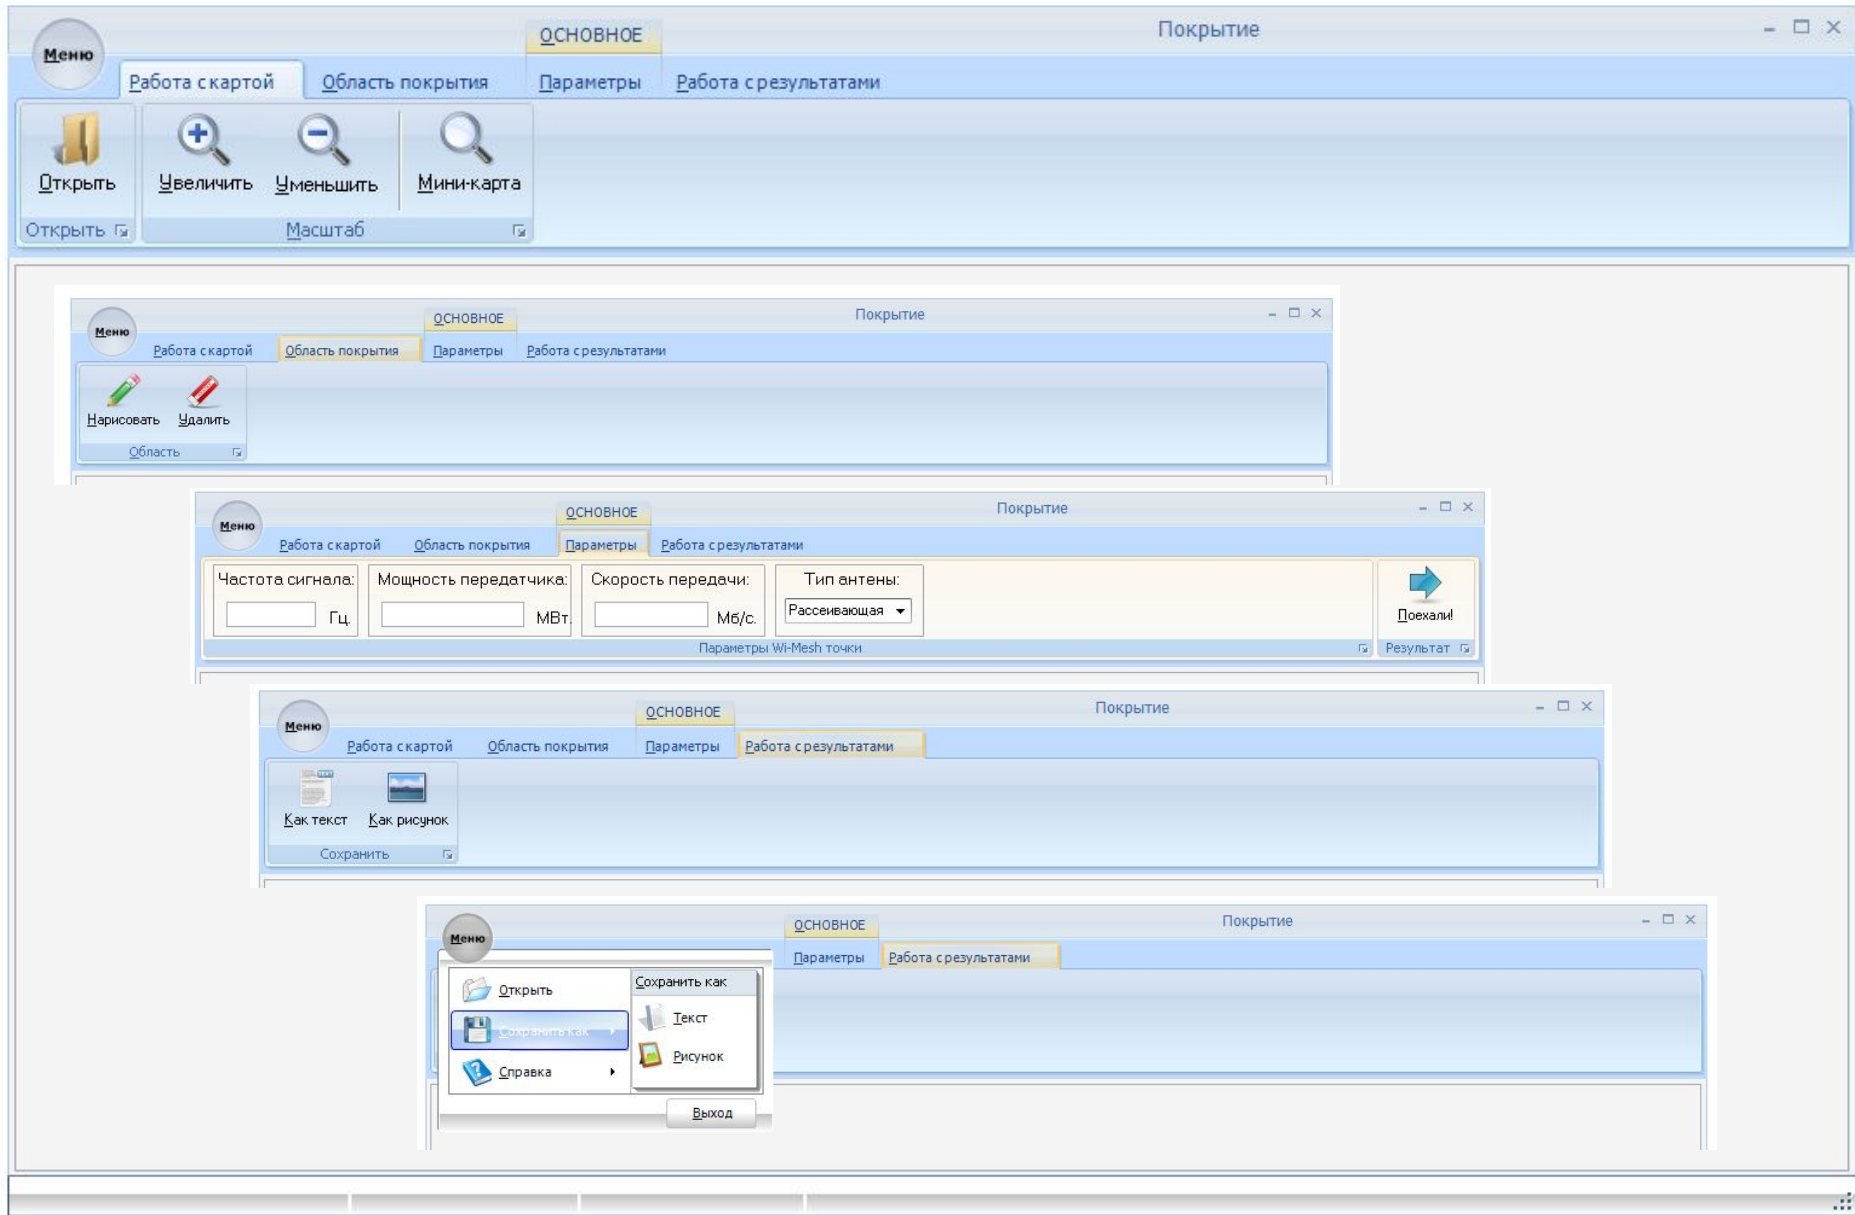 ОСНОВНОЕ Покрытие
Меню
Работа с картой Область покрытия Параметры Работа с результатами
Открыть Увеличить Уменьшить Мини-карта
Открыть Масштаб
ОСНОВНОЕ Покрытие
Меню
Работа с картой Область покрытия Параметры Работа с результатами
Нарисовать Удалить
Область
ОСНОВНОЕ Покрытие
Меню
Работа с картой Область покрытия Параметры Работа с результатами
Частота сигнала: Мощность передатчика: Скорость передачи: Тип антены:
Гц. МВт. Мб/с. Рассеивающая Поехали!
Параметры Wi-Mesh точки Результат
ОСНОВНОЕ Покрытие
Меню
Работа с картой Область покрытия Параметры Работа с результатами
Как текст Как рисунок
Сохранить
ОСНОВНОЕ Покрытие
Меню
Параметры Работа с результатами
Открыть Сохранить как
Текст
Сохранить как
Рисунок
Справка
Выход